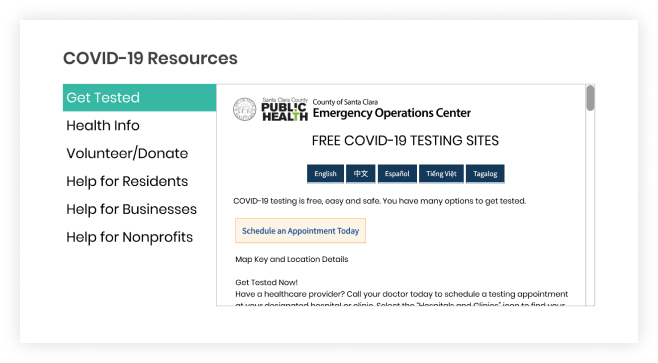 COVID-19 Resources
Get Tested
Health Info
Volunteer/Donate
Help for Residents
Help for Businesses
Help for Nonprofits
Santa Clara County
PUBLIC
HEALTH
County of Santa Clara
Emergency Operations Center
FREE COVID-19 TESTING SITES
English
中文
Español
Tiếng Việt
Tagalog
COVID-19 testing is free, easy and safe. You have many options to get tested.
Schedule an Appointment Today
Map Key and Location Details
Get Tested Now!
Have a healthcare provider? Call your doctor today to schedule a testing appointment
at your designated hospital or clinic. Select the "Hospitals and Clinics" icon to find your